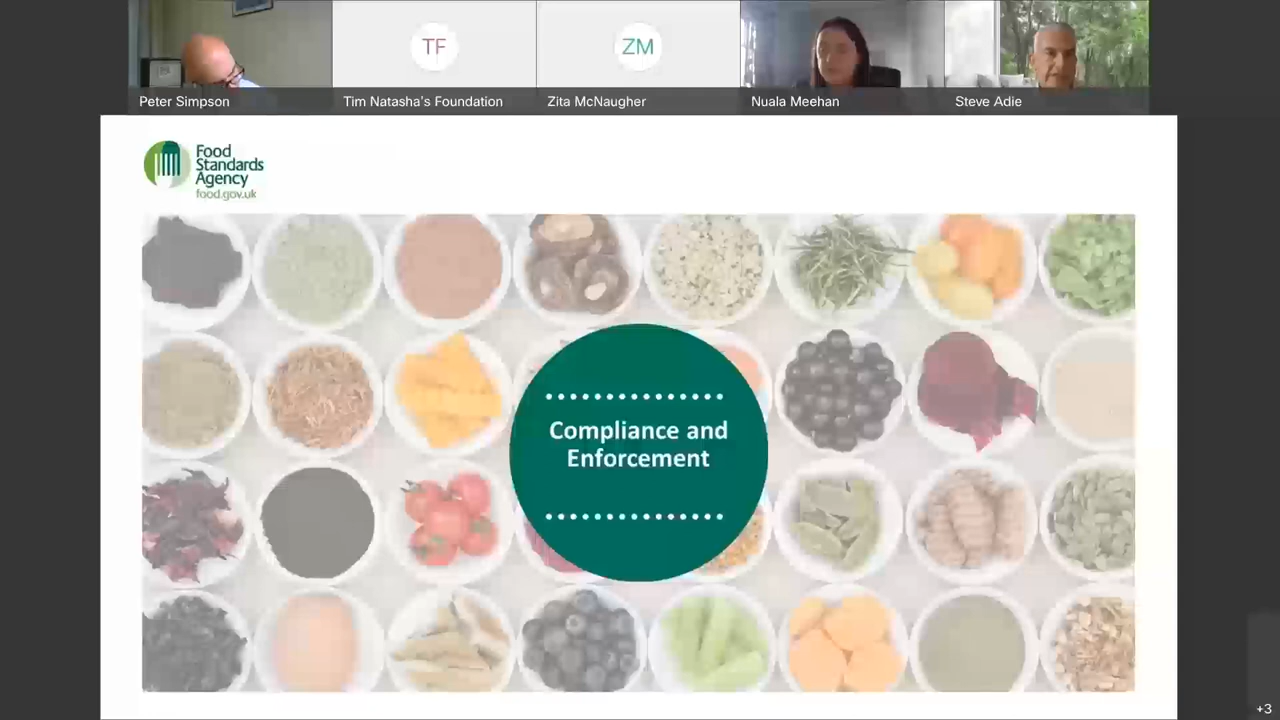 TF
ZM
Peter Simpson
Tim Natasha's Foundation
Zita McNaugher
Nuala Meehan
Steve Adie
Food
Standards
Agency
food.gov.uk
Compliance and
Enforcement
+3